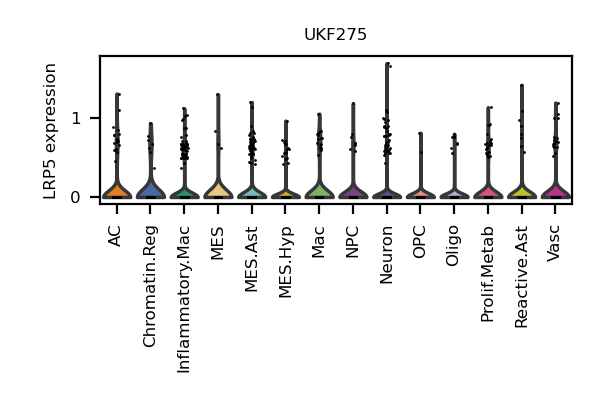 UKF275
LRP5 expression
1
0
AC
Chromatin.Reg
Inflammatory.Mac
MES
MES.Ast
MES.Hyp
Mac
NPC
Neuron
OPC
Oligo
Prolif.Metab
Reactive.Ast
Vasc